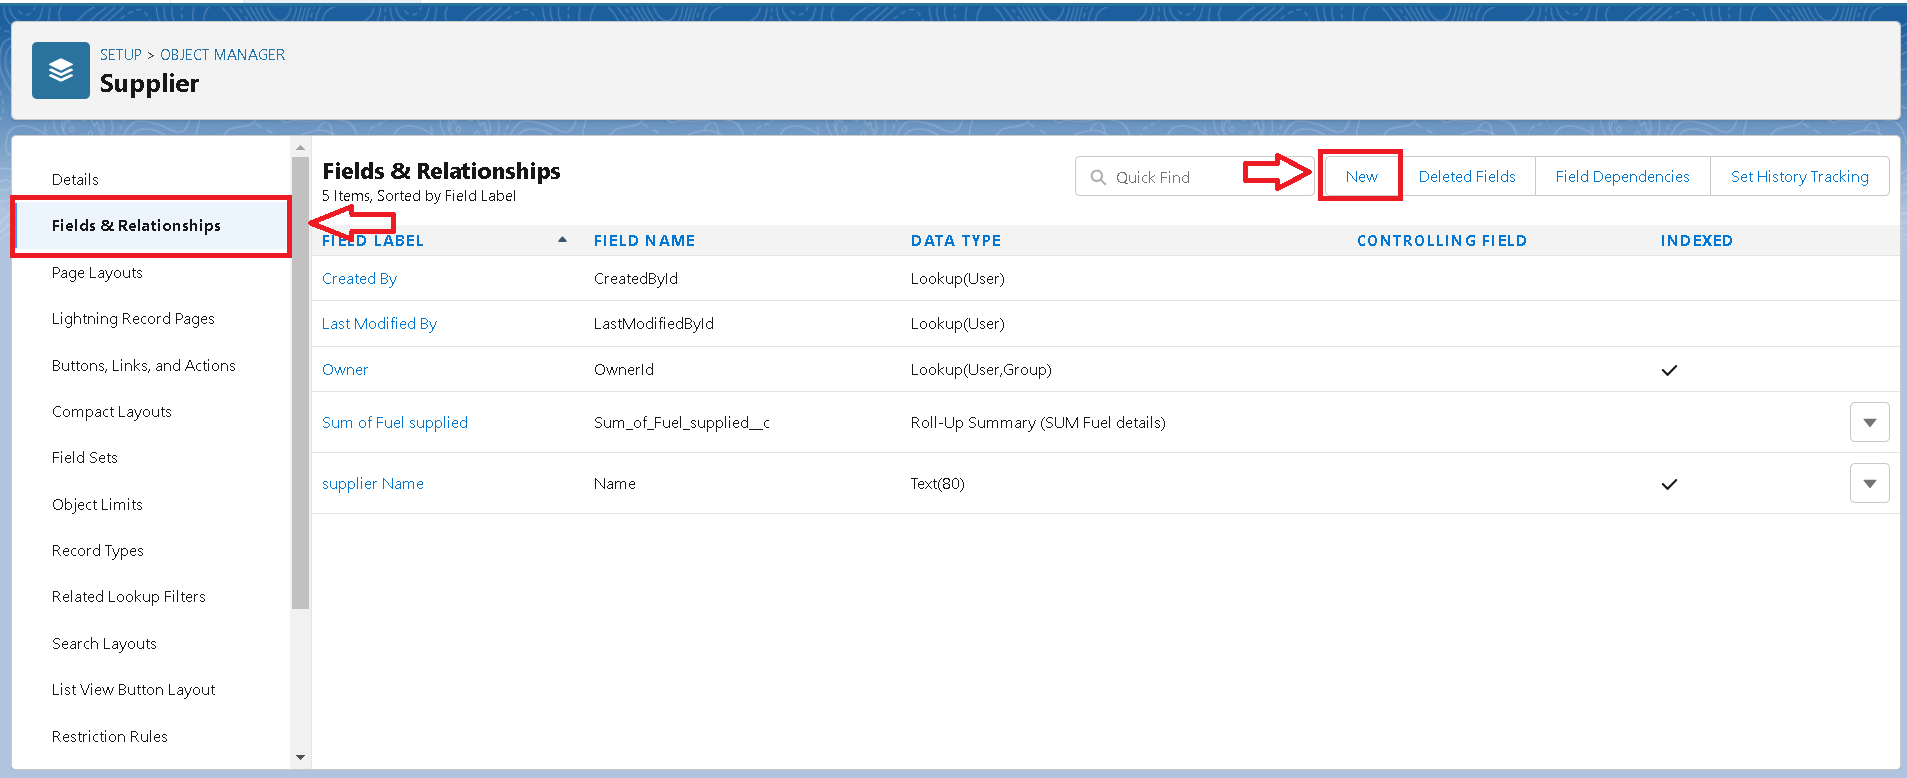 SETUP > OBJECT MANAGER
Supplier
Details
Fields & Relationships
Page Layouts
Lightning Record Pages
Buttons, Links, and Actions
Compact Layouts
Field Sets
Object Limits
Record Types
Related Lookup Filters
Search Layouts
List View Button Layout
Restriction Rules
Fields & Relationships
5 Items, Sorted by Field Label
Quick Find
New Deleted Fields Field Dependencies Set History Tracking
FIELD LABEL FIELD NAME DATA TYPE CONTROLLING FIELD INDEXED
Created By CreatedById Lookup(User)
Last Modified By LastModifiedById Lookup(User)
Owner OwnerId Lookup(User,Group)
Sum of Fuel supplied Sum_of_Fuel_supplied__c Roll-Up Summary (SUM Fuel details)
supplier Name Name Text(80)